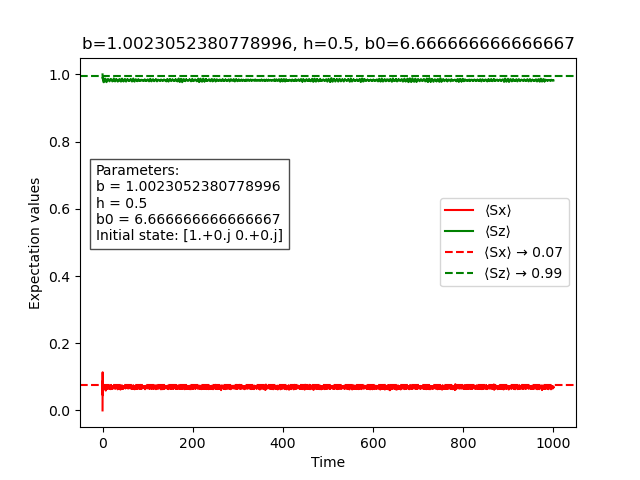 b=1.0023052380778996, h=0.5, b0=6.666666666666667
1.0
0.8
0.6
0.4
0.2
0.0
Expectation values
Parameters:
b = 1.0023052380778996
h = 0.5
b0 = 6.666666666666667
Initial state: [1.+0.j 0.+0.j]
⟨Sx⟩
⟨Sz⟩
⟨Sx⟩ → 0.07
⟨Sz⟩ → 0.99
0 200 400 600 800 1000
Time